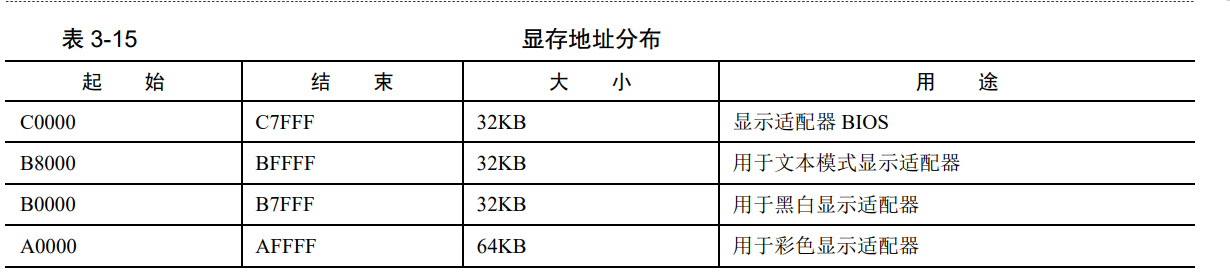 表 3-15 显存地址分布
起 始 结 束 大 小 用 途
C0000 C7FFF 32KB 显示适配器 BIOS
B8000 BFFFF 32KB 用于文本模式显示适配器
B0000 B7FFF 32KB 用于黑白显示适配器
A0000 AFFFF 64KB 用于彩色显示适配器